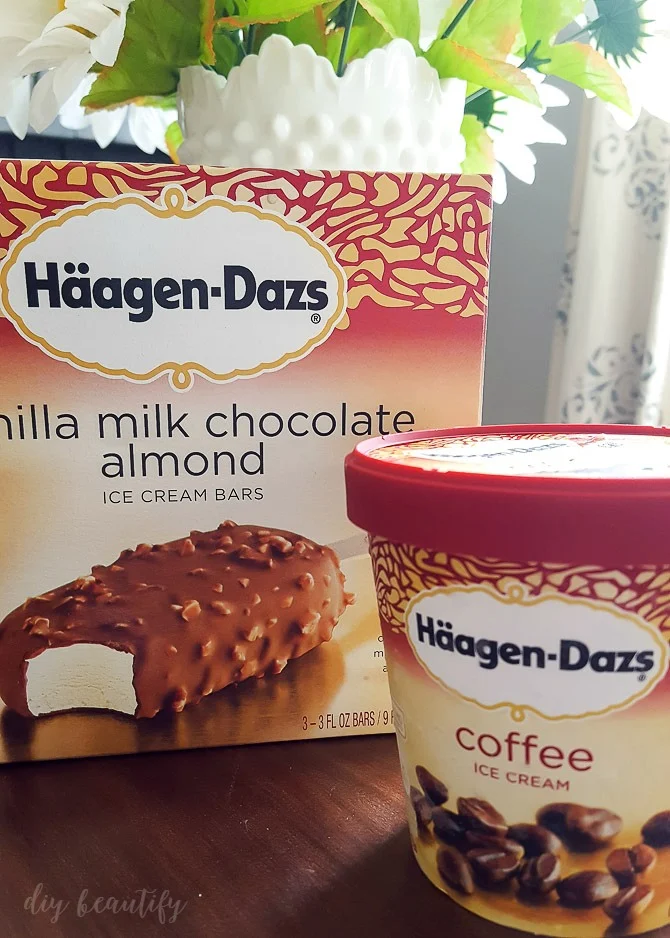 Häagen-Dazs®
nilla milk chocolate
almond
ICE CREAM BARS
3 – 3 FL OZ BARS / 9 F
Häagen-Dazs®
coffee
ICE CREAM
diy beautify